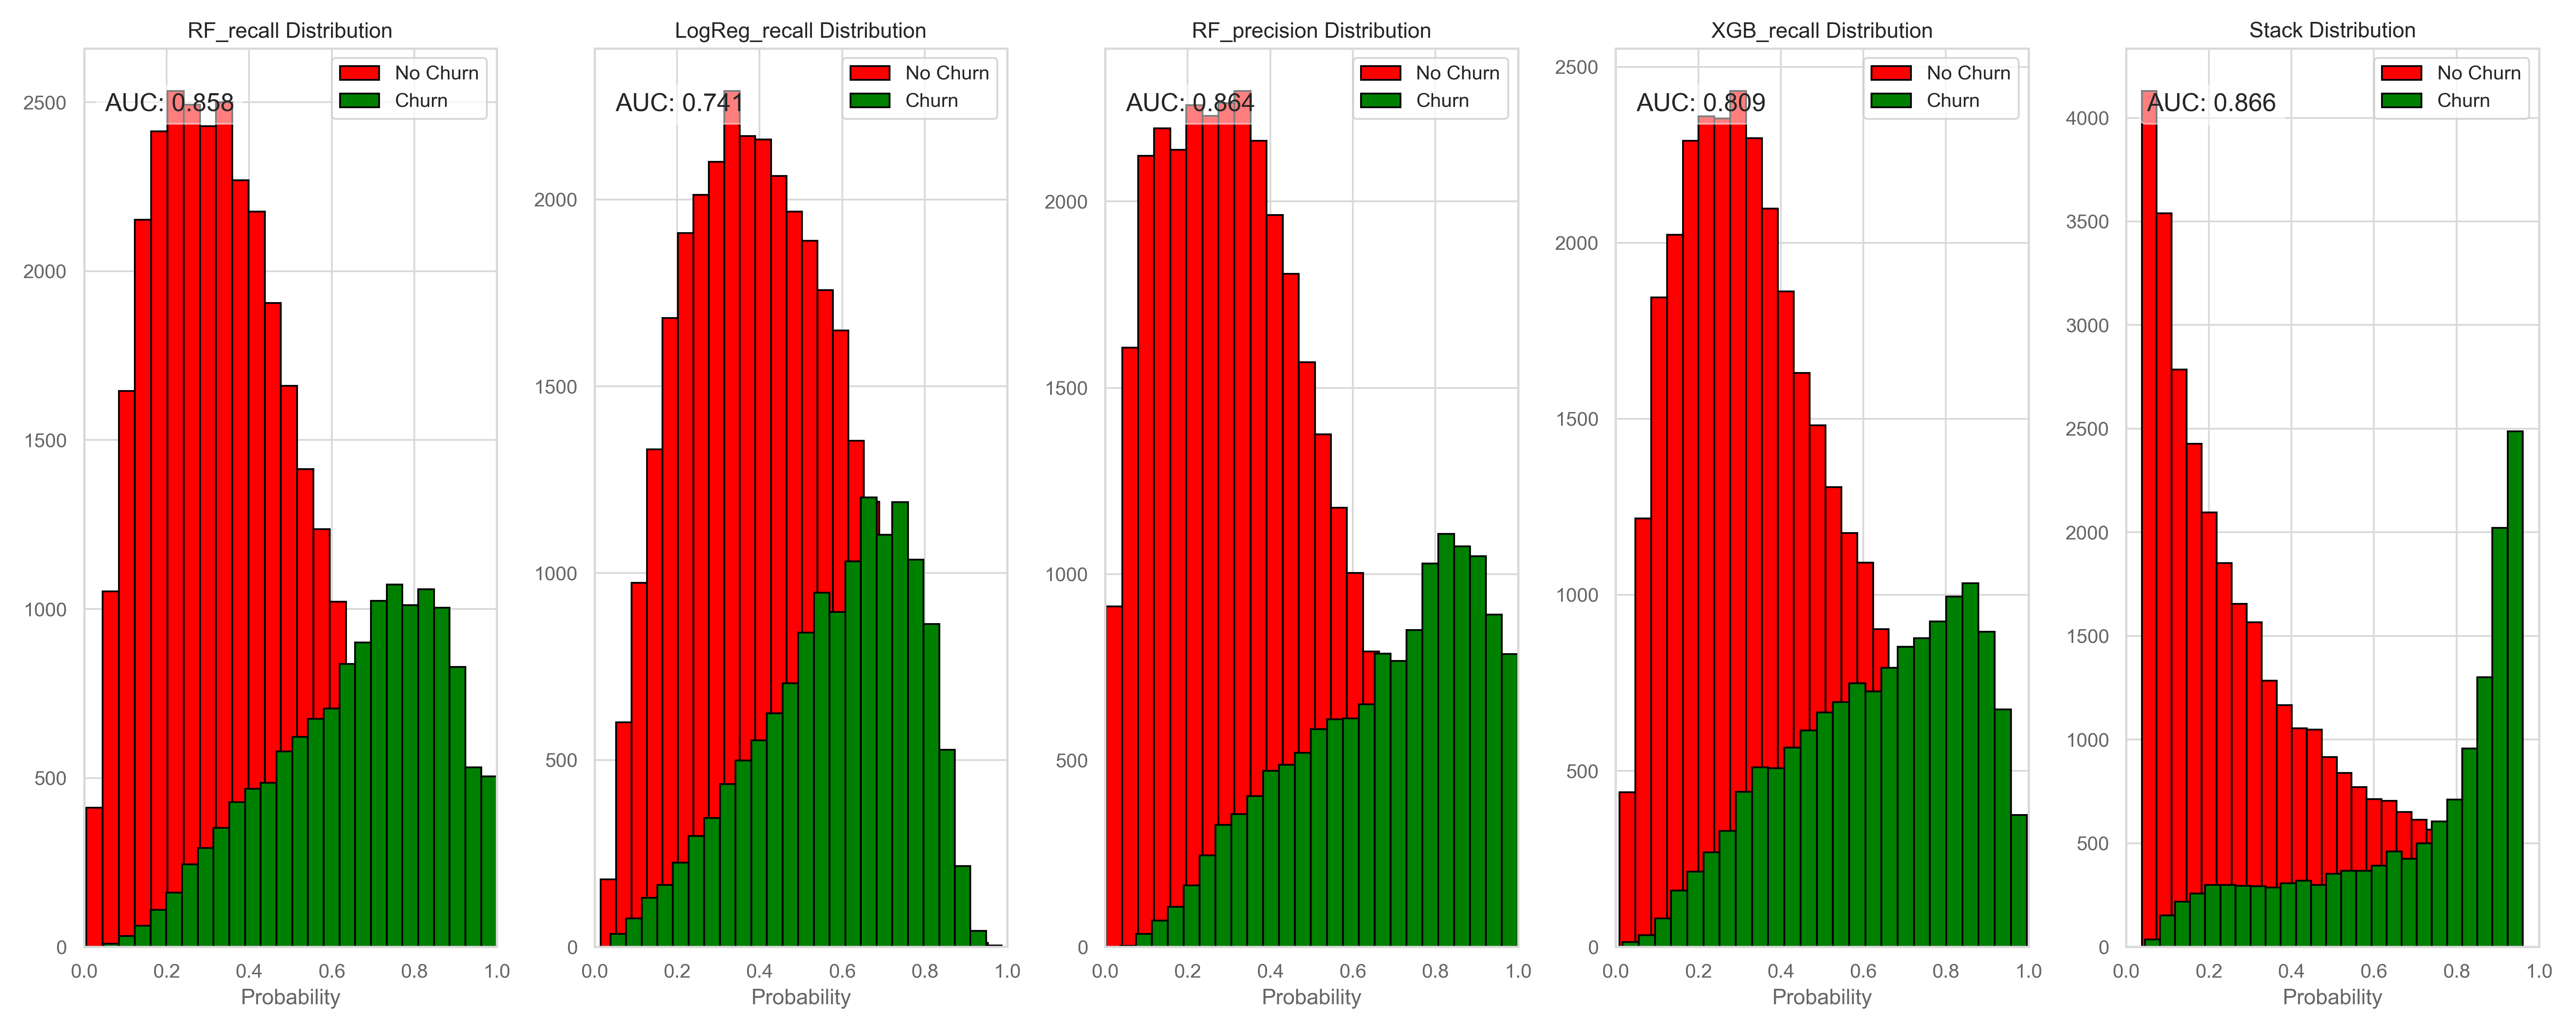 RF_recall Distribution
No Churn
Churn
AUC: 0.858
2500
2000
1500
1000
500
0
0.0 0.2 0.4 0.6 0.8 1.0
Probability
LogReg_recall Distribution
No Churn
Churn
AUC: 0.741
2000
1500
1000
500
0
0.0 0.2 0.4 0.6 0.8 1.0
Probability
RF_precision Distribution
No Churn
Churn
AUC: 0.864
2000
1500
1000
500
0
0.0 0.2 0.4 0.6 0.8 1.0
Probability
XGB_recall Distribution
No Churn
Churn
AUC: 0.809
2500
2000
1500
1000
500
0
0.0 0.2 0.4 0.6 0.8 1.0
Probability
Stack Distribution
No Churn
Churn
AUC: 0.866
4000
3500
3000
2500
2000
1500
1000
500
0
0.0 0.2 0.4 0.6 0.8 1.0
Probability